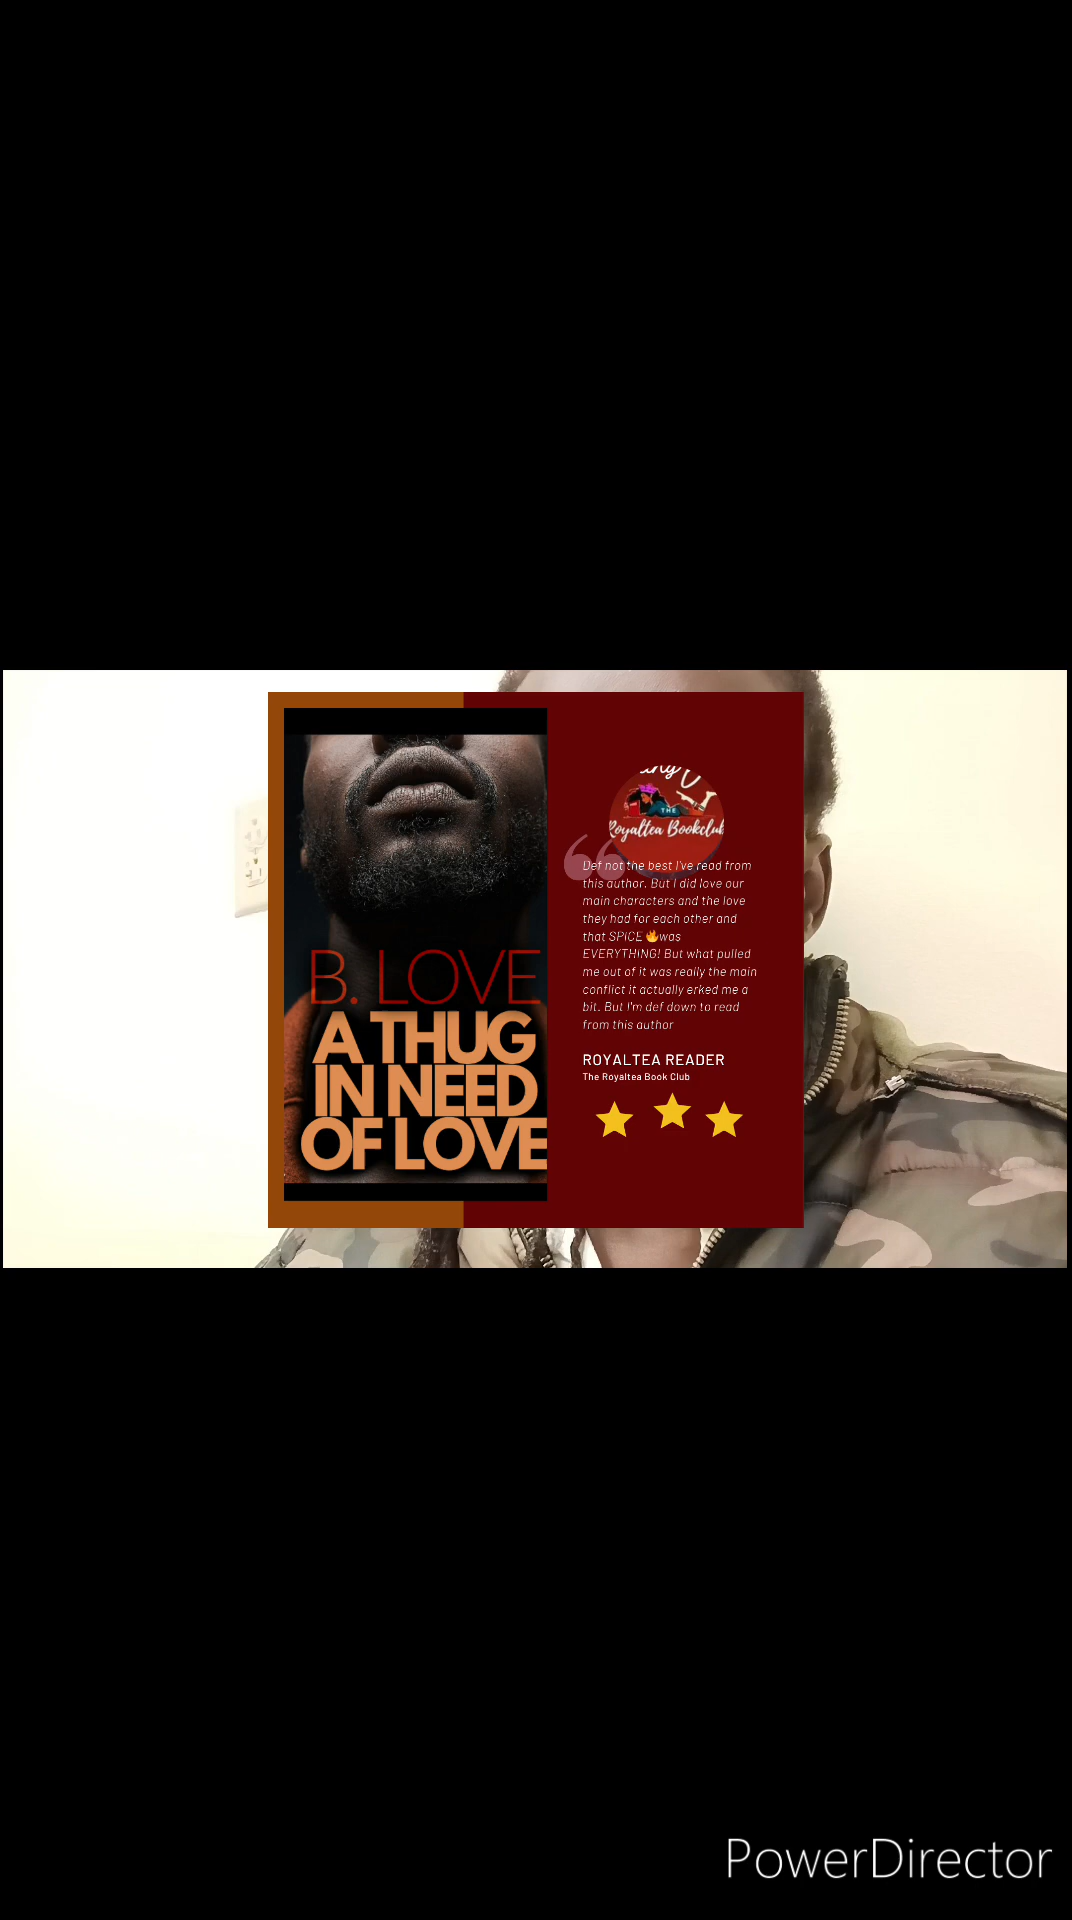 B. LOVE
A THUG
IN NEED
OF LOVE
THE
Royaltea Bookclub
Def not the best I've read from
this author. But I did love our
main characters and the love
they had for each other and
that SPICE 🔥was
EVERYTHING! But what pulled
me out of it was really the main
conflict it actually erked me a
bit. But I'm def down to read
from this author
ROYALTEA READER
The Royaltea Book Club
PowerDirector